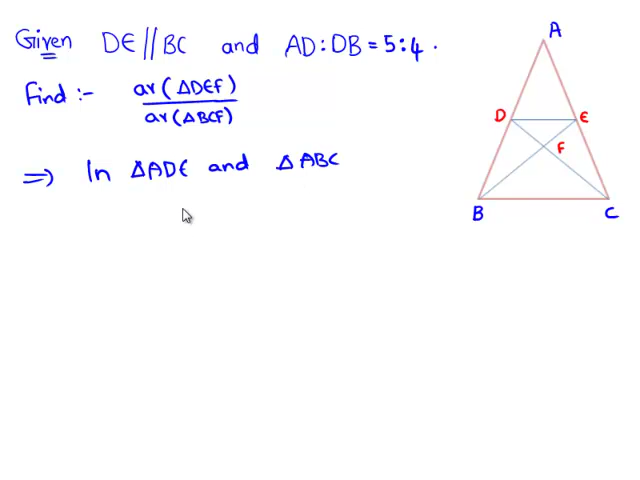 Given DE//BC and AD:DB = 5:4.
Find :- ar(ΔDEF)
ar(ΔBCF)
⇒ In ΔADE and ΔABC
A
D
E
F
B
C